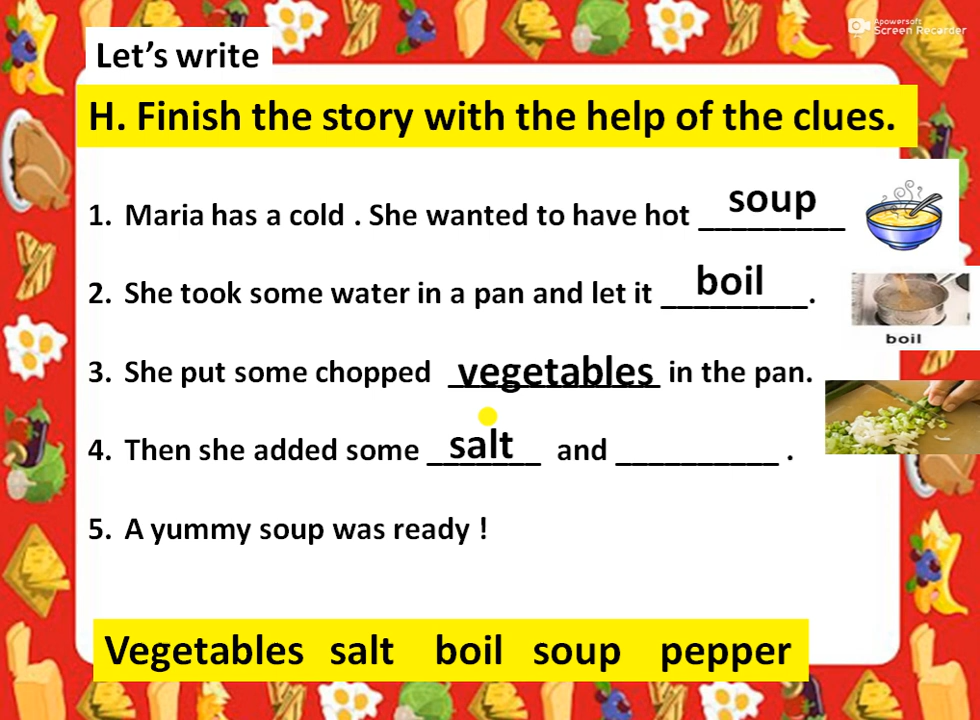 Apowersoft
Screen Recorder
Let's write
H. Finish the story with the help of the clues.
1. Maria has a cold . She wanted to have hot soup
2. She took some water in a pan and let it boil.
boil
3. She put some chopped vegetables in the pan.
4. Then she added some salt and __________ .
5. A yummy soup was ready !
Vegetables salt boil soup pepper